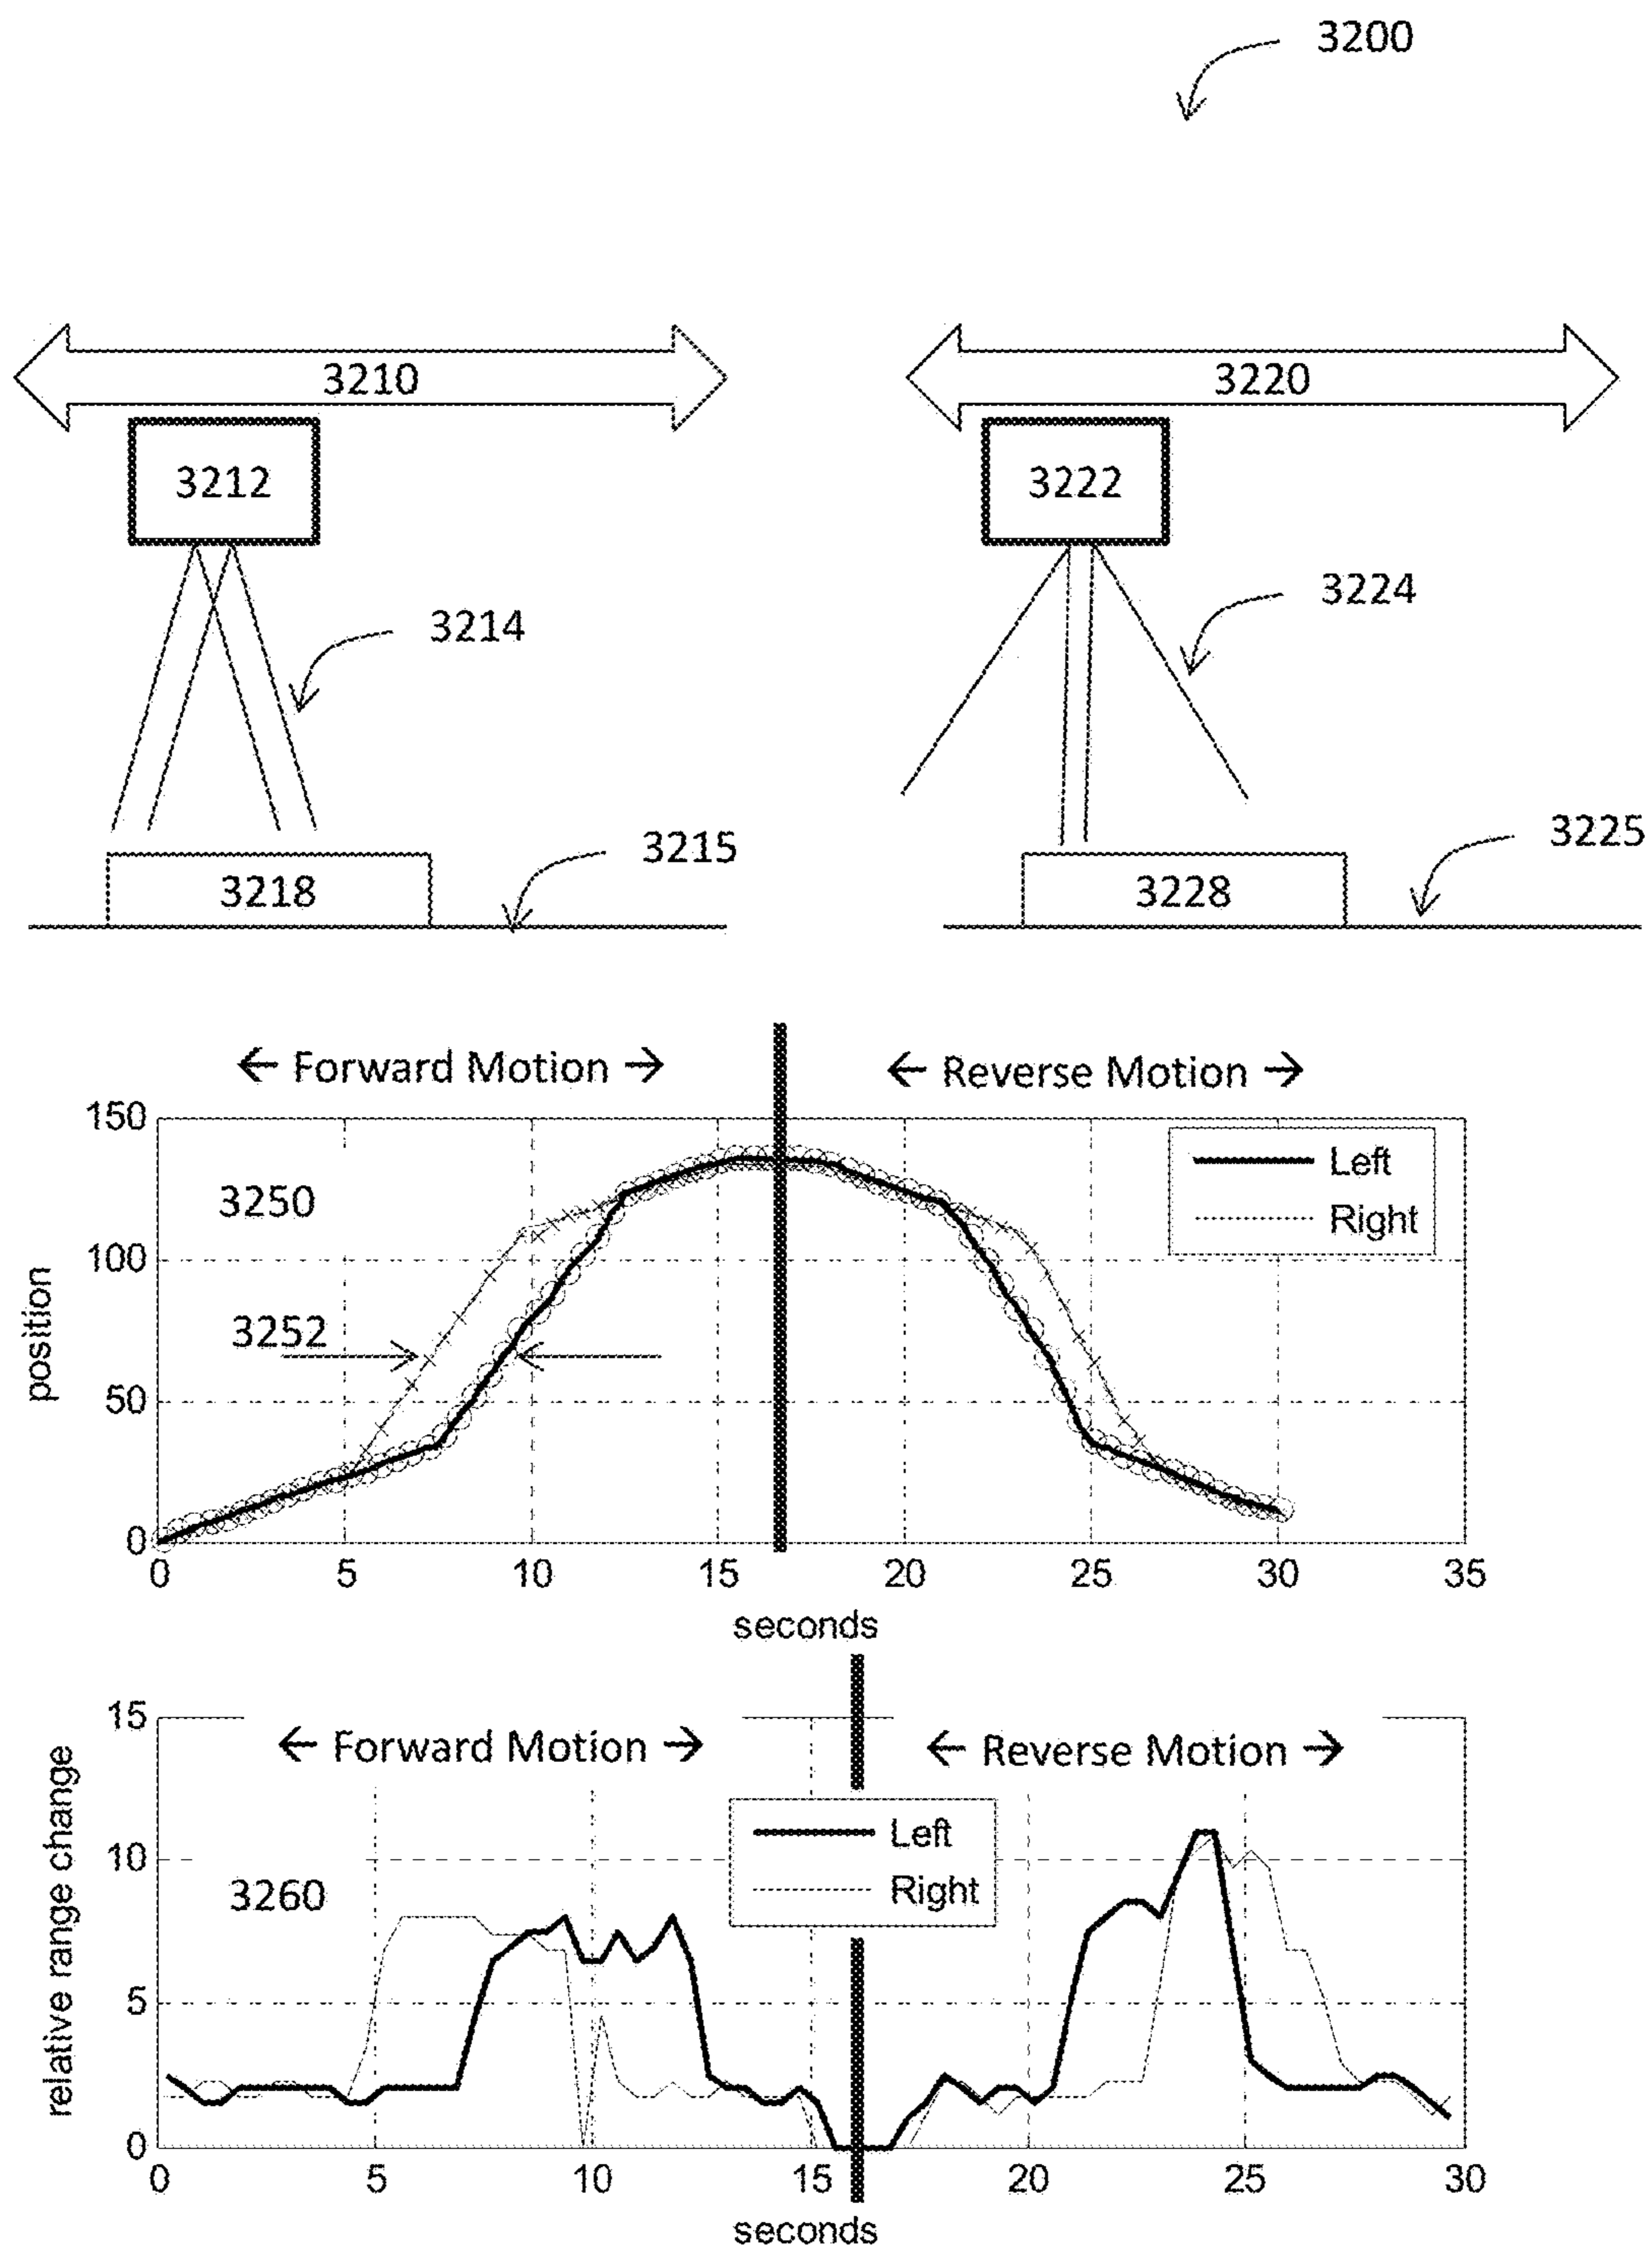 3200
3210
3220
3212
3222
3214
3224
3215
3225
3218
3228
← Forward Motion →
← Reverse Motion →
150
100
50
0
position
3250
3252
Left
Right
0 5 10 15 20 25 30 35
seconds
15
10
5
0
relative range change
← Forward Motion →
← Reverse Motion →
Left
Right
3260
0 5 10 15 20 25 30
seconds